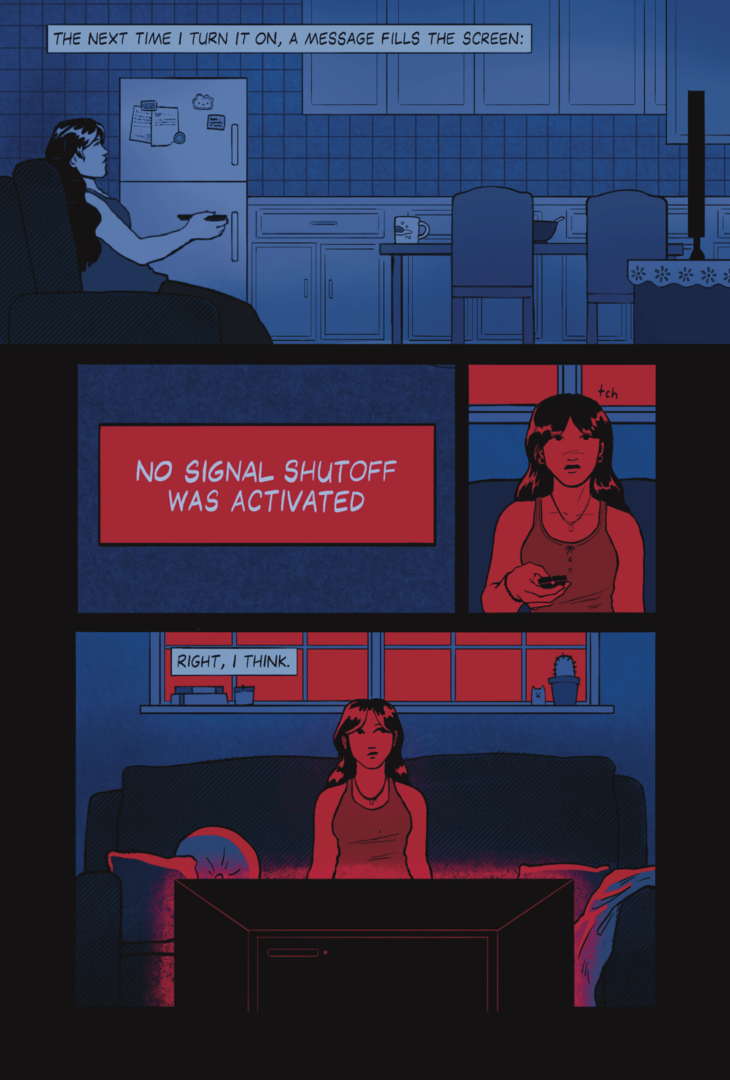 THE NEXT TIME I TURN IT ON, A MESSAGE FILLS THE SCREEN:
NO SIGNAL SHUTOFF
WAS ACTIVATED
tch
RIGHT, I THINK.